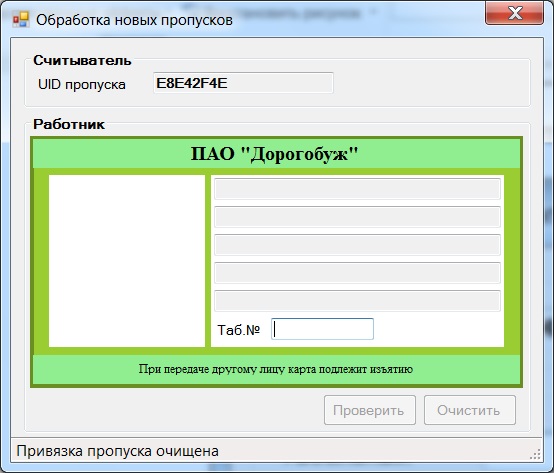 Обработка новых пропусков
Считыватель
UID пропуска E8E42F4E
Работник
ПАО "Дорогобуж"
Таб.№
При передаче другому лицу карта подлежит изъятию
Проверить Очистить
Привязка пропуска очищена